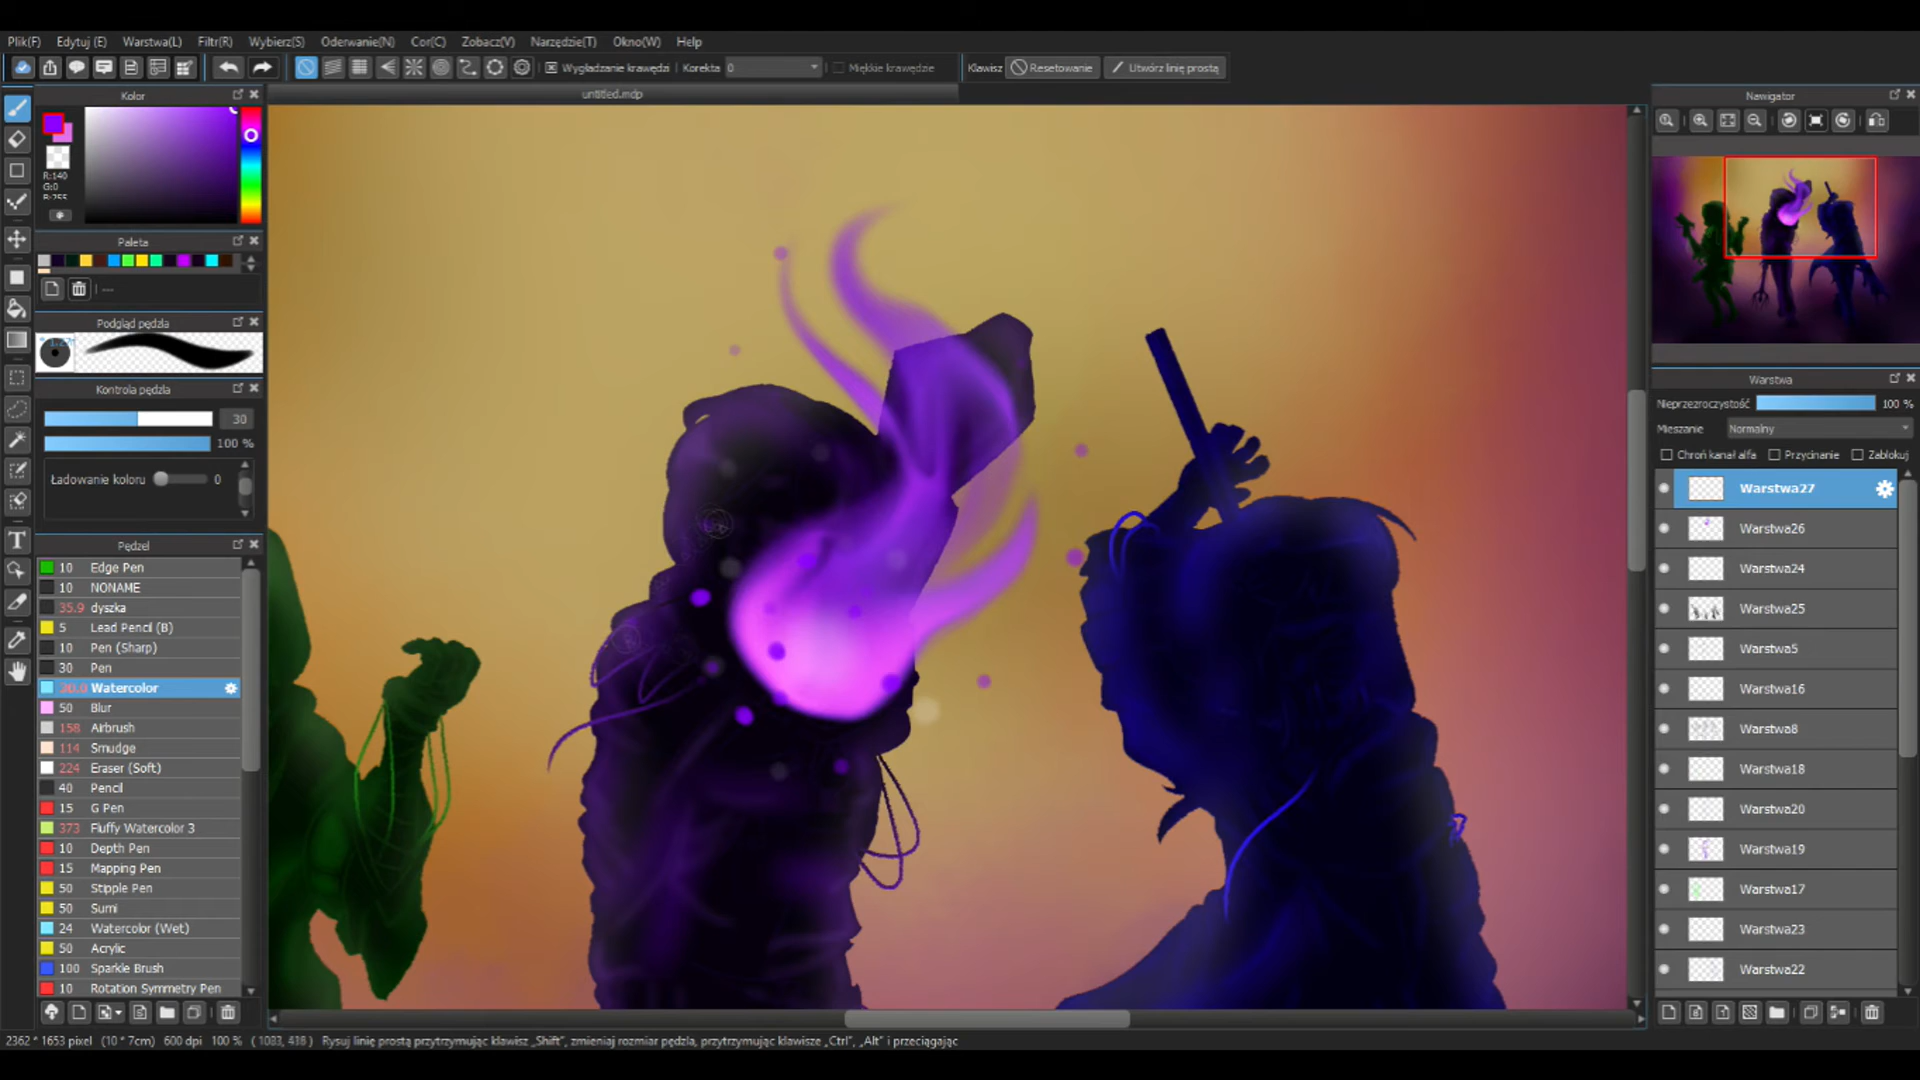 Plik(F) Edytuj (E) Warstwa(L) Filtr(R) Wybierz(S) Oderwanie(N) Cor(C) Zobacz(V) Narzędzie(T) Okno(W) Help
Wygładzanie krawędzi Korekta 0 Miękkie krawędzie Klawisz Resetowanie Utwórz linię prostą
untitled.mdp
Kolor
R:140
G:0
B:255
Paleta
---
Podgląd pędzla
Kontrola pędzla
30
100 %
Ładowanie koloru 0
Pędzel
10 Edge Pen
10 NONAME
35.9 dyszka
5 Lead Pencil (B)
10 Pen (Sharp)
30 Pen
30.0 Watercolor
50 Blur
158 Airbrush
114 Smudge
224 Eraser (Soft)
40 Pencil
15 G Pen
373 Fluffy Watercolor 3
10 Depth Pen
15 Mapping Pen
50 Stipple Pen
50 Sumi
24 Watercolor (Wet)
50 Acrylic
100 Sparkle Brush
10 Rotation Symmetry Pen
Nawigator
Warstwa
Nieprzezroczystość 100 %
Mieszanie Normalny
Chroń kanał alfa Przycinanie Zablokuj
Warstwa27
Warstwa26
Warstwa24
Warstwa25
Warstwa5
Warstwa16
Warstwa8
Warstwa18
Warstwa20
Warstwa19
Warstwa17
Warstwa23
Warstwa22
2362 * 1653 pixel (10 * 7cm) 600 dpi 100 % ( 1083, 438 ) Rysuj linię prostą przytrzymując klawisz „Shift", zmieniaj rozmiar pędzla, przytrzymując klawisze „Ctrl", „Alt" i przeciągając